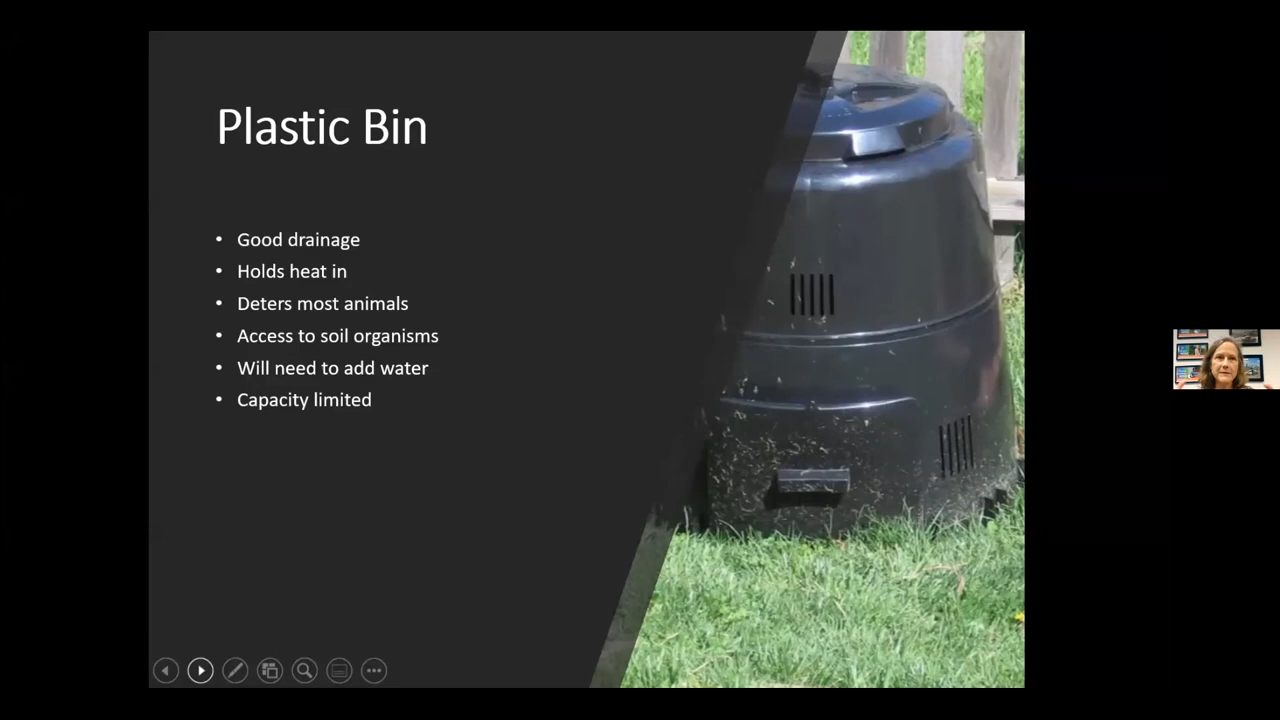 Plastic Bin
• Good drainage
• Holds heat in
• Deters most animals
• Access to soil organisms
• Will need to add water
• Capacity limited